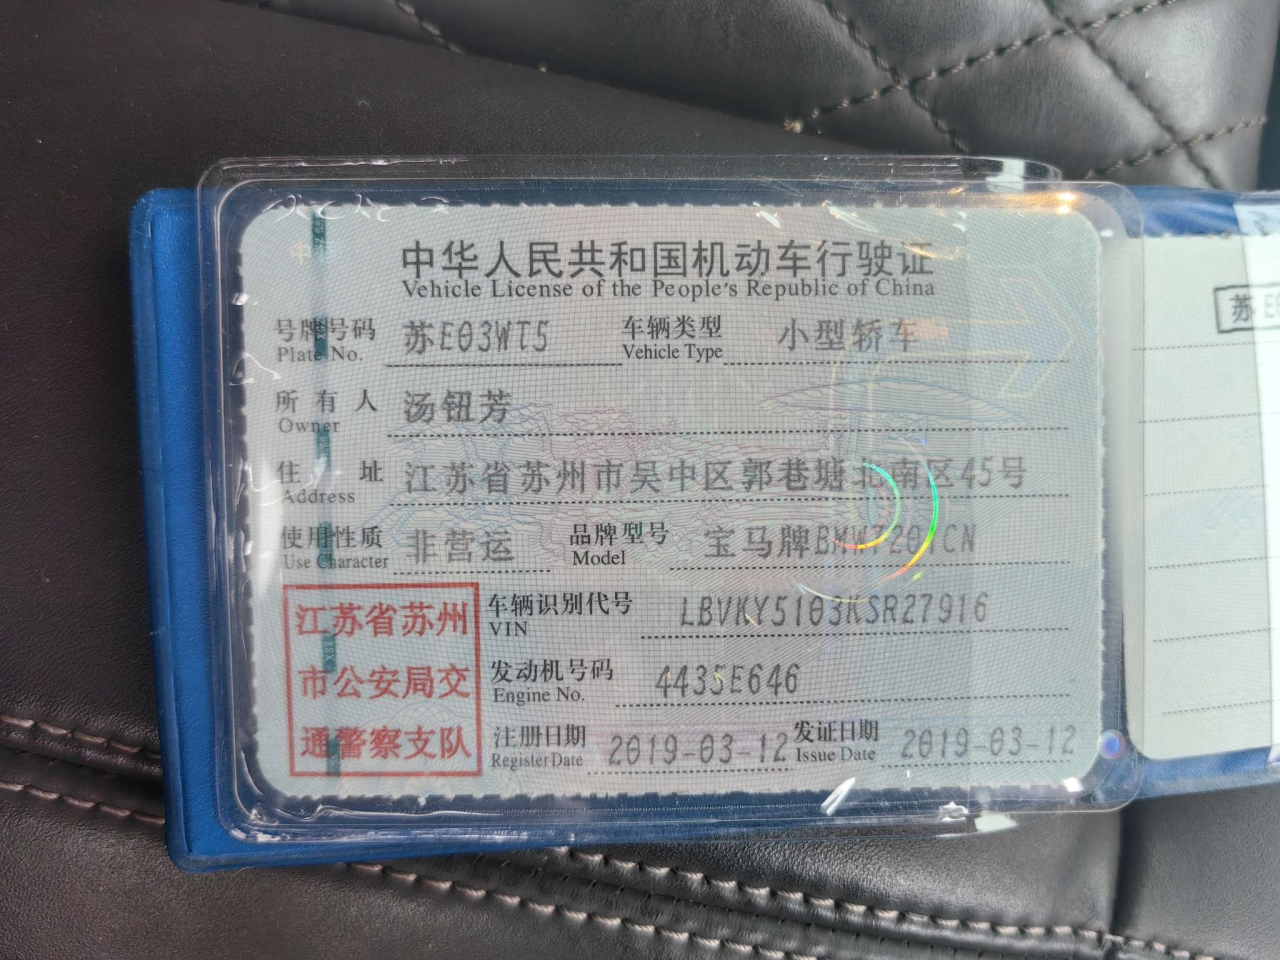 中华人民共和国机动车行驶证
Vehicle License of the People's Republic of China
号牌号码 苏E03WT5 车辆类型 小型轿车
Plate No. Vehicle Type
所有人 汤钮芳
Owner
住址 江苏省苏州市吴中区郭巷塘北南区45号
Address
使用性质 非营运 品牌型号 宝马牌BMW7207CN
Use Character Model
江苏省苏州
市公安局交
通警察支队
车辆识别代号 LBVKY5103KSR27916
VIN
发动机号码 4435E646
Engine No.
注册日期 2019-03-12 发证日期 2019-03-12
Register Date Issue Date
苏E0